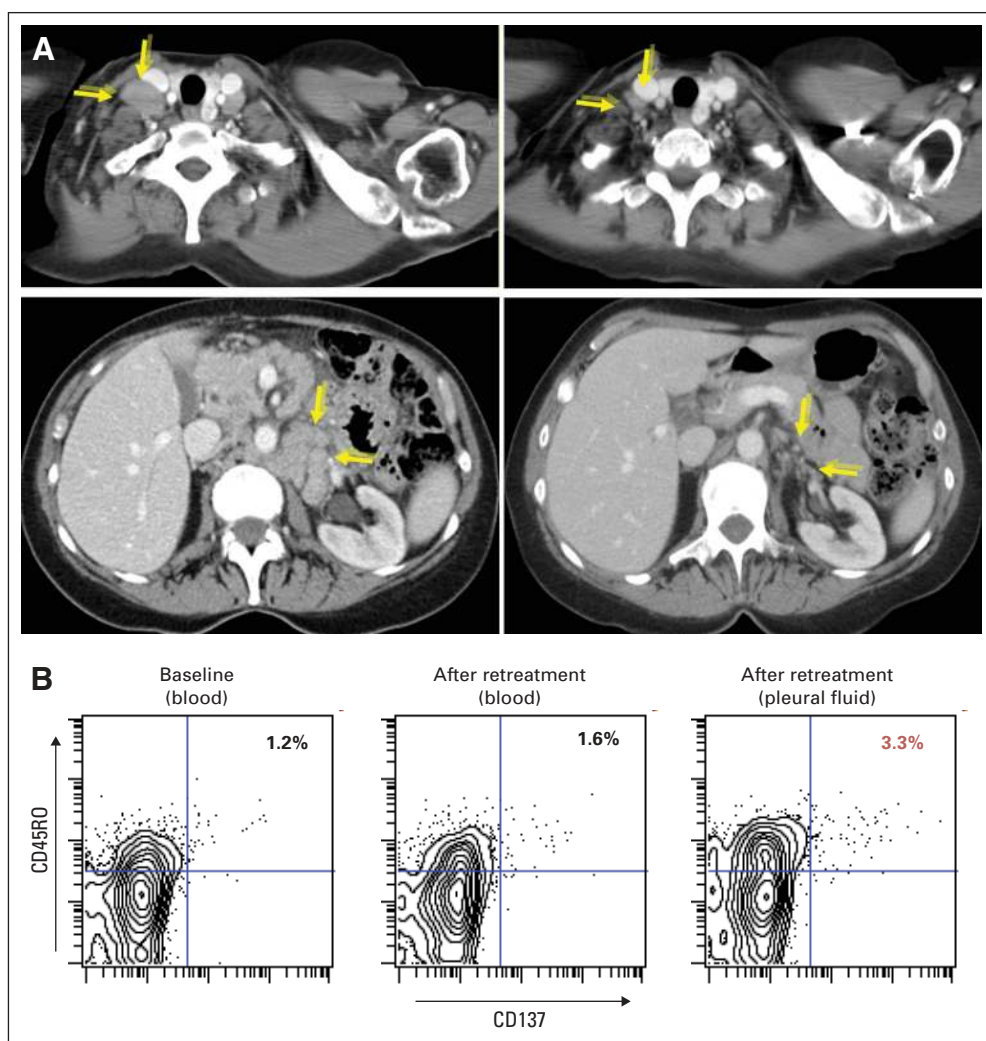 A
B
Baseline
(blood)
After retreatment
(blood)
After retreatment
(pleural fluid)
1.2%
1.6%
3.3%
CD45RO
CD137